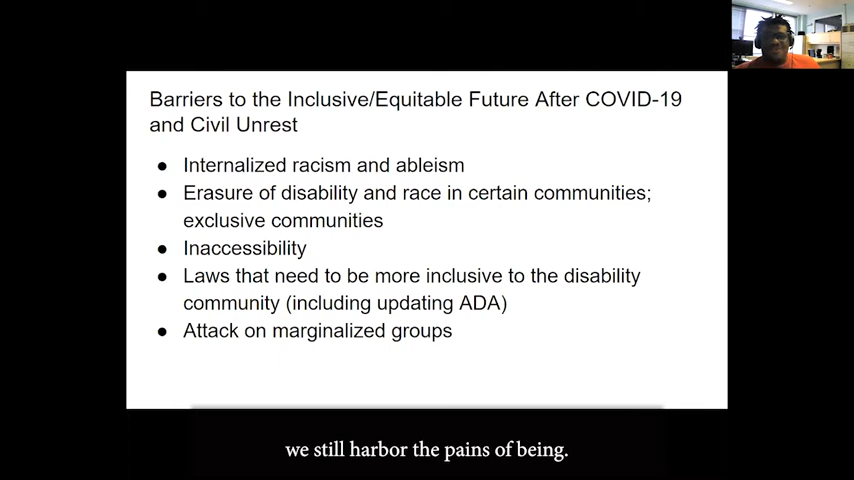 Barriers to the Inclusive/Equitable Future After COVID-19
and Civil Unrest
● Internalized racism and ableism
● Erasure of disability and race in certain communities;
exclusive communities
● Inaccessibility
● Laws that need to be more inclusive to the disability
community (including updating ADA)
● Attack on marginalized groups
we still harbor the pains of being.